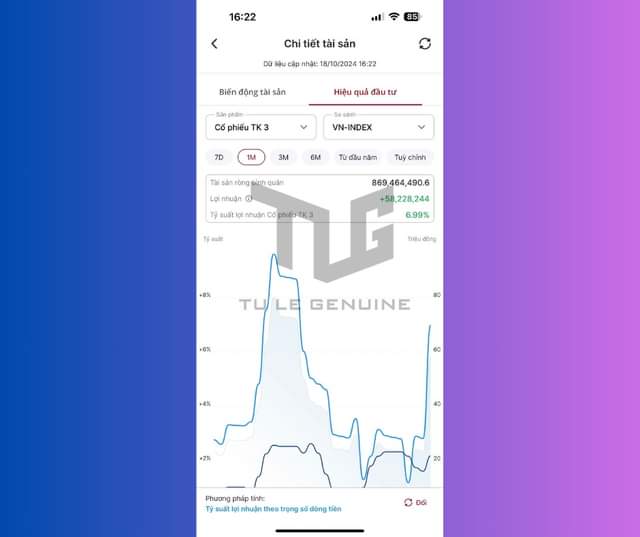 16:22
85
Chi tiết tài sản
Dữ liệu cập nhật: 18/10/2024 16:22
Biến động tài sản
Hiệu quả đầu tư
Sản phẩm
Cổ phiếu TK 3
So sánh
VN-INDEX
7D
1M
3M
6M
Từ đầu năm
Tuỳ chỉnh
Tài sản ròng bình quân 869,464,490.6
Lợi nhuận +58,228,244
Tỷ suất lợi nhuận Cổ phiếu TK 3 6.99%
Tỷ suất
Triệu đồng
TLG
TU LE GENUINE
+8% 80
+6% 60
+4% 40
+2% 20
Phương pháp tính:
Tỷ suất lợi nhuận theo trọng số dòng tiền
Đổi